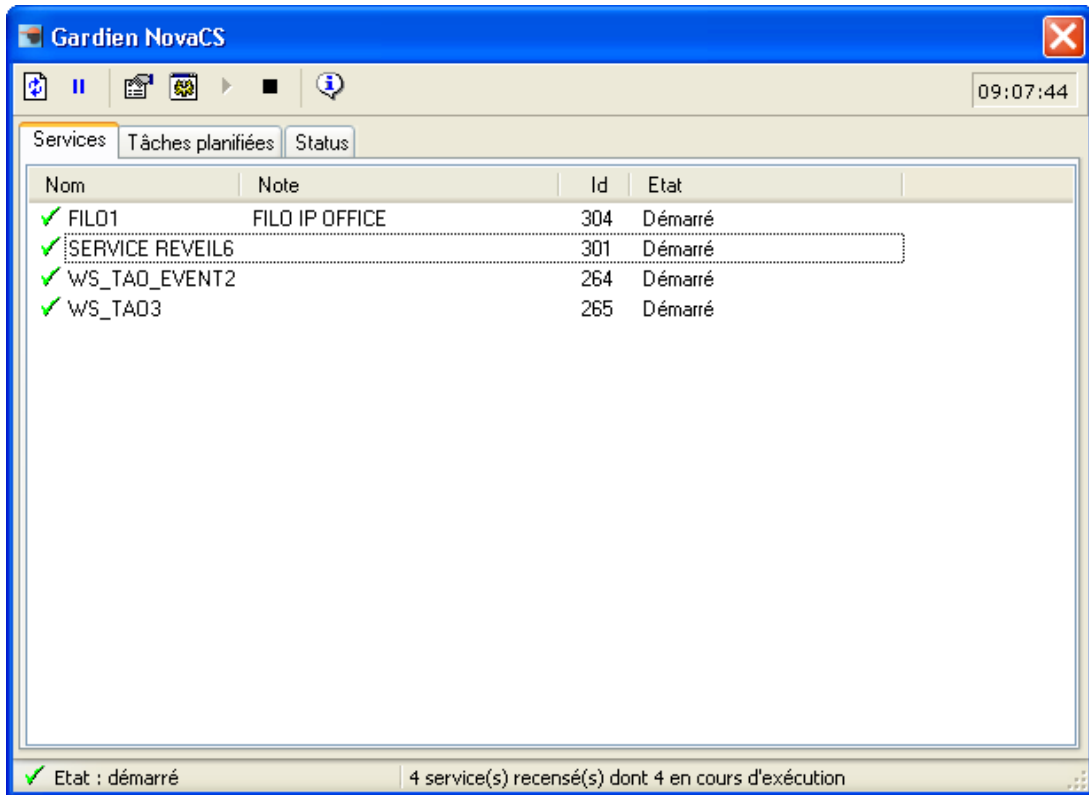 Gardien NovaCS
09:07:44
Services Tâches planifiées Status
Nom Note Id Etat
FILO1 FILO IP OFFICE 304 Démarré
SERVICE REVEIL6 301 Démarré
WS_TAO_EVENT2 264 Démarré
WS_TAO3 265 Démarré
Etat : démarré 4 service(s) recensé(s) dont 4 en cours d'exécution